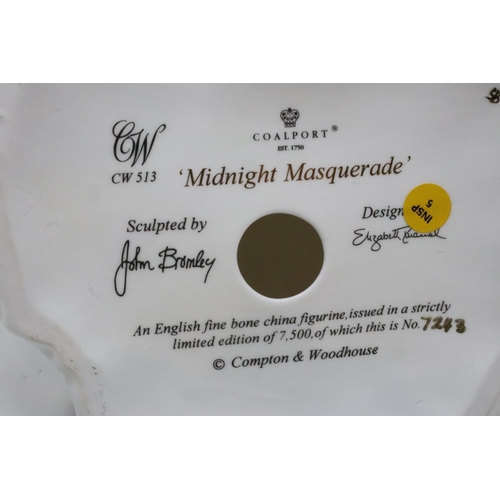 CW
COALPORT®
EST. 1750
CW 513
'Midnight Masquerade'
Sculpted by
Design
INSP
5
John Bromley
Elizabeth
An English fine bone china figurine, issued in a strictly
limited edition of 7,500, of which this is No. 7243
© Compton & Woodhouse